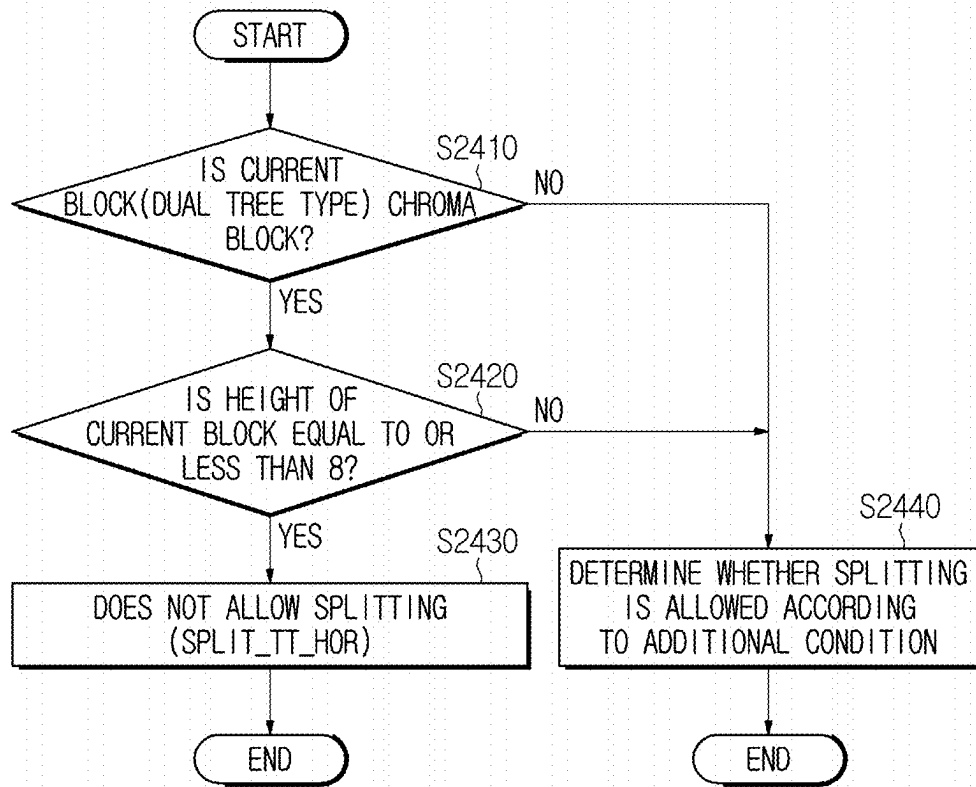 START
S2410
IS CURRENT
BLOCK(DUAL TREE TYPE) CHROMA
BLOCK?
NO
YES
S2420
IS HEIGHT OF
CURRENT BLOCK EQUAL TO OR
LESS THAN 8?
NO
YES
S2430
DOES NOT ALLOW SPLITTING
(SPLIT_TT_HOR)
S2440
DETERMINE WHETHER SPLITTING
IS ALLOWED ACCORDING
TO ADDITIONAL CONDITION
END
END